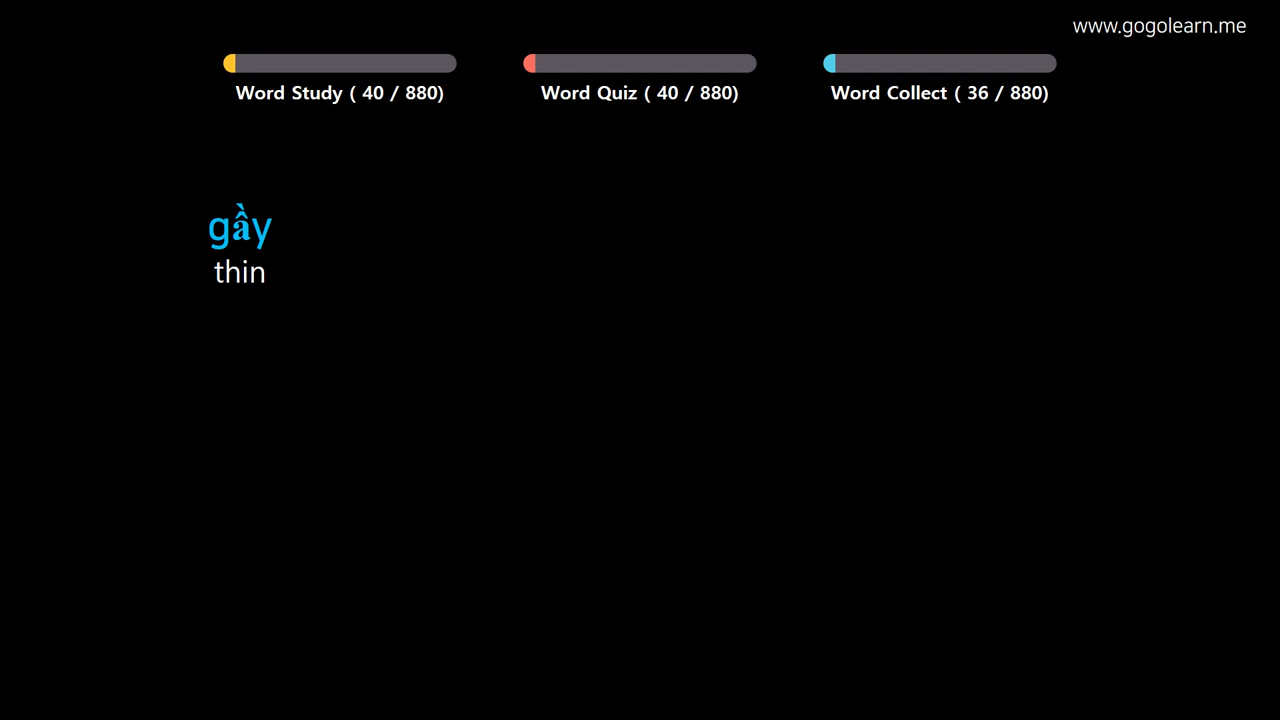 www.gogolearn.me
Word Study ( 40 / 880)
Word Quiz ( 40 / 880)
Word Collect ( 36 / 880)
gầy
thin